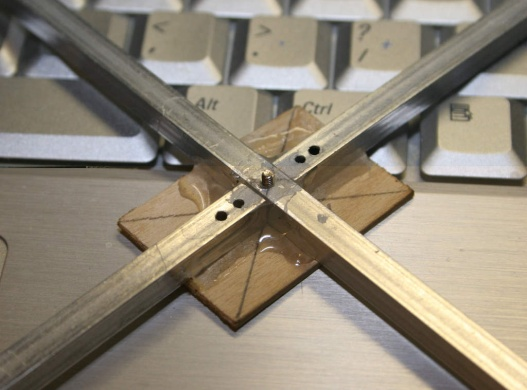 < > ?
/
Alt Ctrl